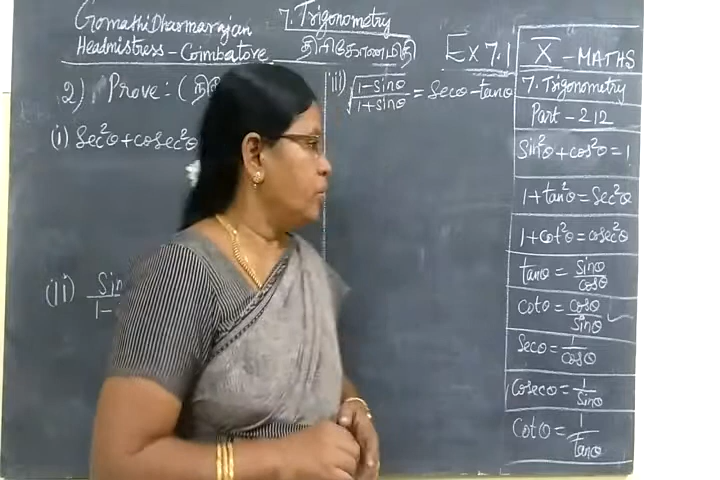 Gomathi Dharmarajan
Headmistress - Coimbatore
7. Trigonometry
திரிகோணமிதி
Ex 7.1
2) Prove : (
(i) Sec²θ + cosec²θ
(ii) Sin
1-
iii) √(1-sinθ / 1+sinθ) = Secθ - tanθ
X - MATHS
7. Trigonometry
Part - 212
Sin²θ + cos²θ = 1
1 + tan²θ = Sec²θ
1 + Cot²θ = cosec²θ
tanθ = sinθ / cosθ
Cotθ = cosθ / sinθ
Secθ = 1 / cosθ
Cosecθ = 1 / sinθ
Cotθ = 1 / tanθ